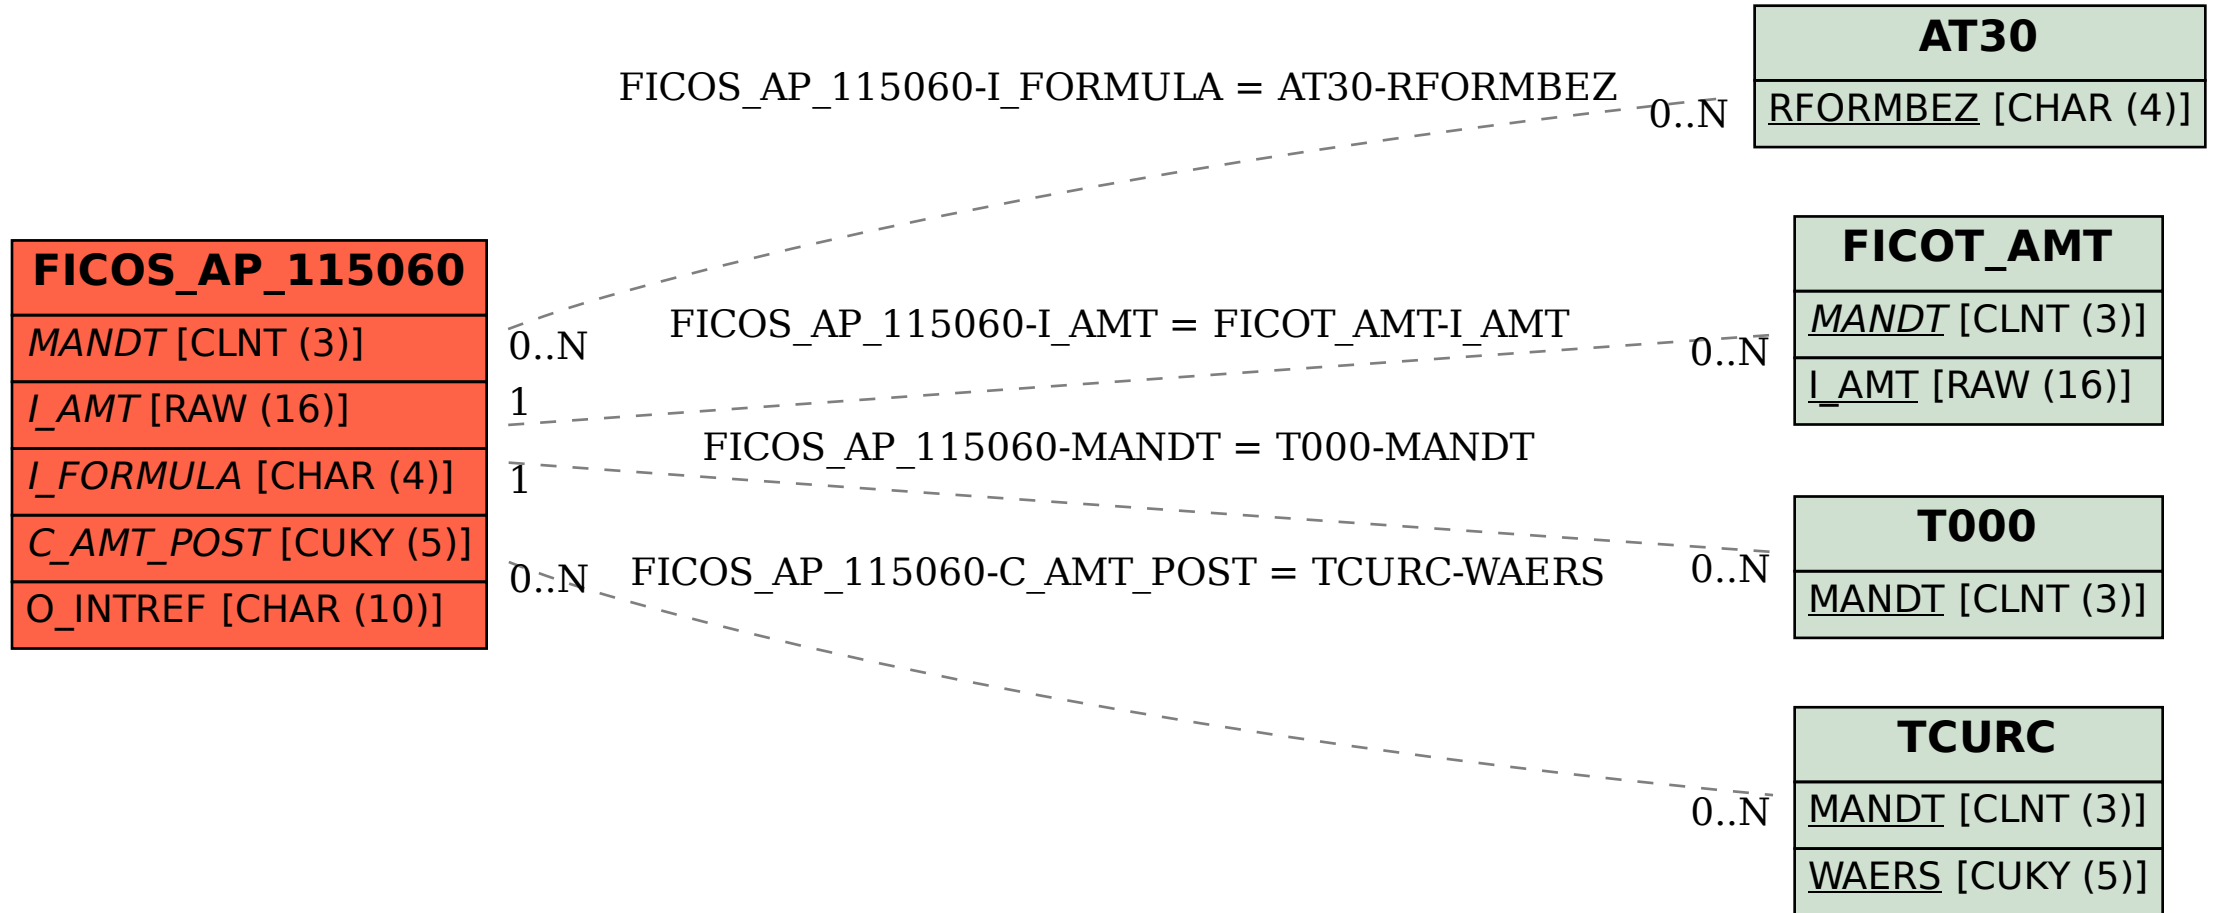 AT30
RFORMBEZ [CHAR (4)]
FICOS_AP_115060-I_FORMULA = AT30-RFORMBEZ
0..N
FICOS_AP_115060
MANDT [CLNT (3)]
I_AMT [RAW (16)]
I_FORMULA [CHAR (4)]
C_AMT_POST [CUKY (5)]
O_INTREF [CHAR (10)]
0..N
1
1
0..N
FICOS_AP_115060-I_AMT = FICOT_AMT-I_AMT
0..N
FICOT_AMT
MANDT [CLNT (3)]
I_AMT [RAW (16)]
FICOS_AP_115060-MANDT = T000-MANDT
0..N
T000
MANDT [CLNT (3)]
FICOS_AP_115060-C_AMT_POST = TCURC-WAERS
0..N
TCURC
MANDT [CLNT (3)]
WAERS [CUKY (5)]